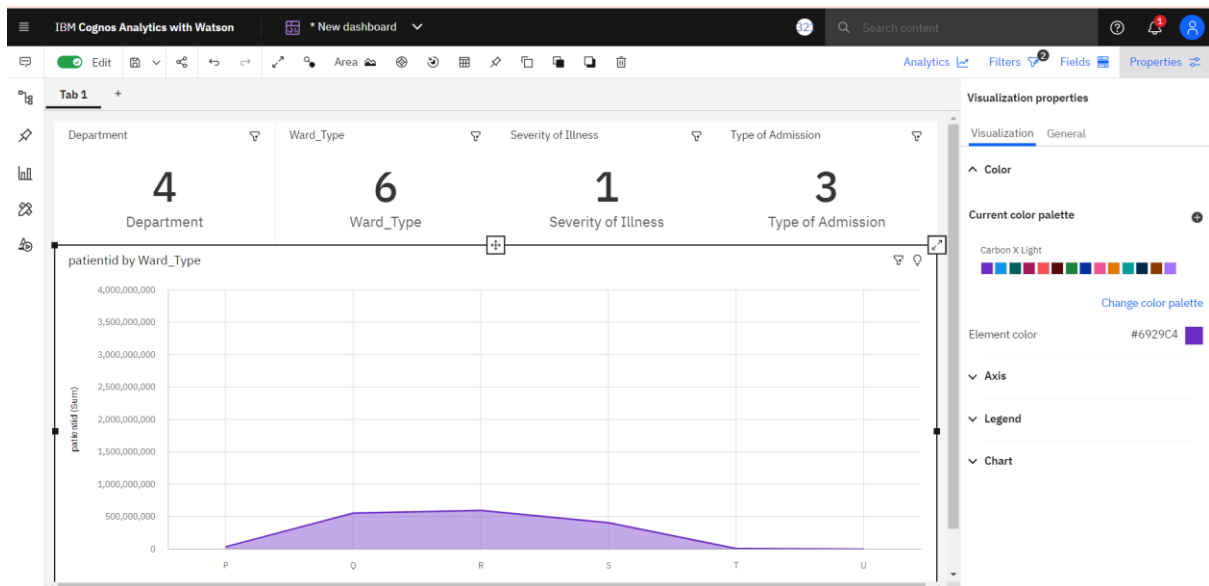 IBM Cognos Analytics with Watson
* New dashboard
321
Search content
1
Edit
Area
Analytics
Filters
2
Fields
Properties
Tab 1
+
Department
Ward_Type
Severity of Illness
Type of Admission
4
6
1
3
Department
Ward_Type
Severity of Illness
Type of Admission
patientid by Ward_Type
patientid (Sum)
4,000,000,000
3,500,000,000
3,000,000,000
2,500,000,000
2,000,000,000
1,500,000,000
1,000,000,000
500,000,000
0
P Q R S T U
Visualization properties
Visualization General
Color
Current color palette
Carbon X Light
Change color palette
Element color #6929C4
Axis
Legend
Chart